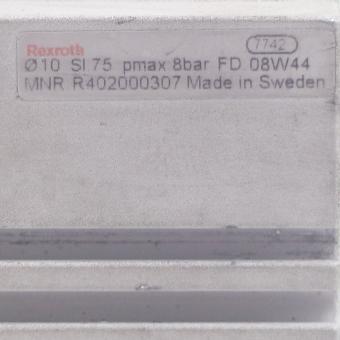 Rexroth 7742
Ø10 SI.75 pmax 8bar FD 08W44
MNR R402000307 Made in Sweden